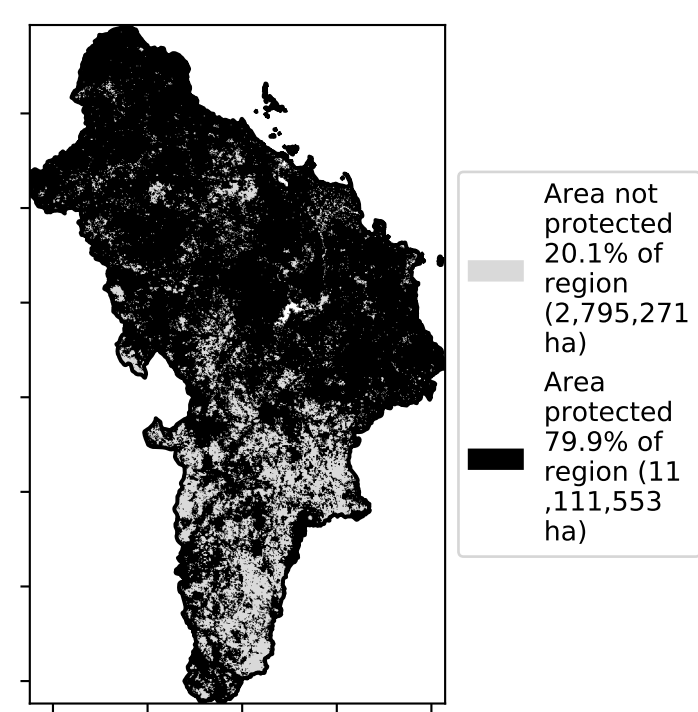 Area not
protected
20.1% of
region
(2,795,271
ha)
Area
protected
79.9% of
region (11
,111,553
ha)